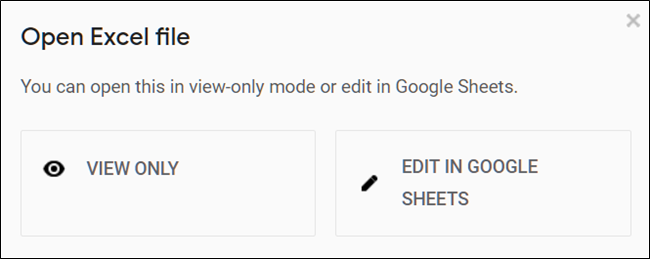 Open Excel file
You can open this in view-only mode or edit in Google Sheets.
VIEW ONLY
EDIT IN GOOGLE
SHEETS